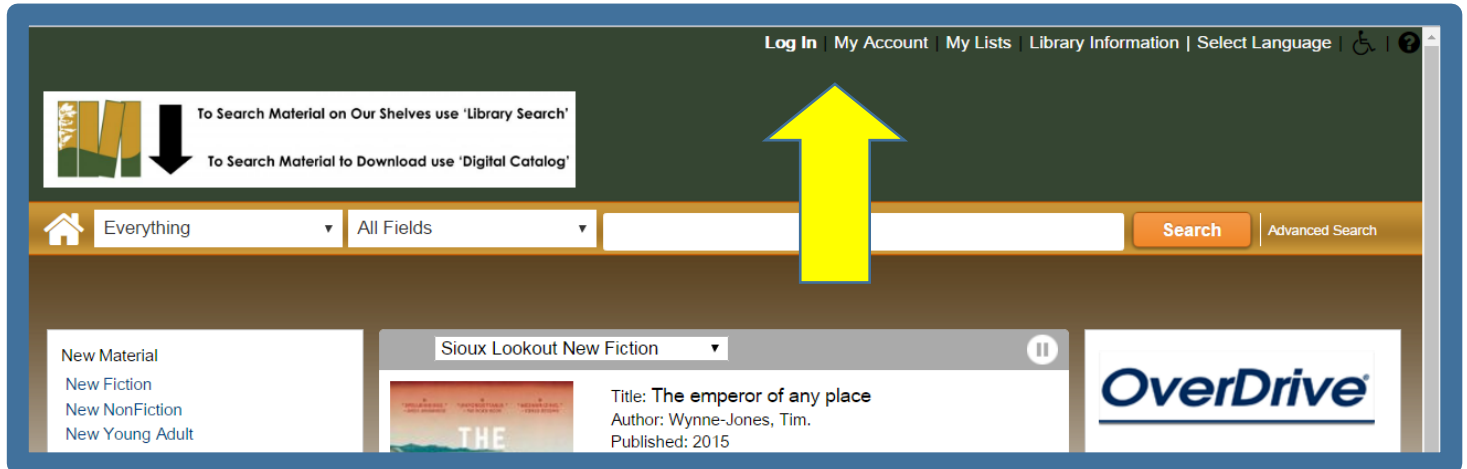 Log In | My Account | My Lists | Library Information | Select Language | |
To Search Material on Our Shelves use 'Library Search'
To Search Material to Download use 'Digital Catalog'
Everything
All Fields
Search
Advanced Search
New Material
New Fiction
New NonFiction
New Young Adult
Sioux Lookout New Fiction
THE
Title: The emperor of any place
Author: Wynne-Jones, Tim.
Published: 2015
OverDrive